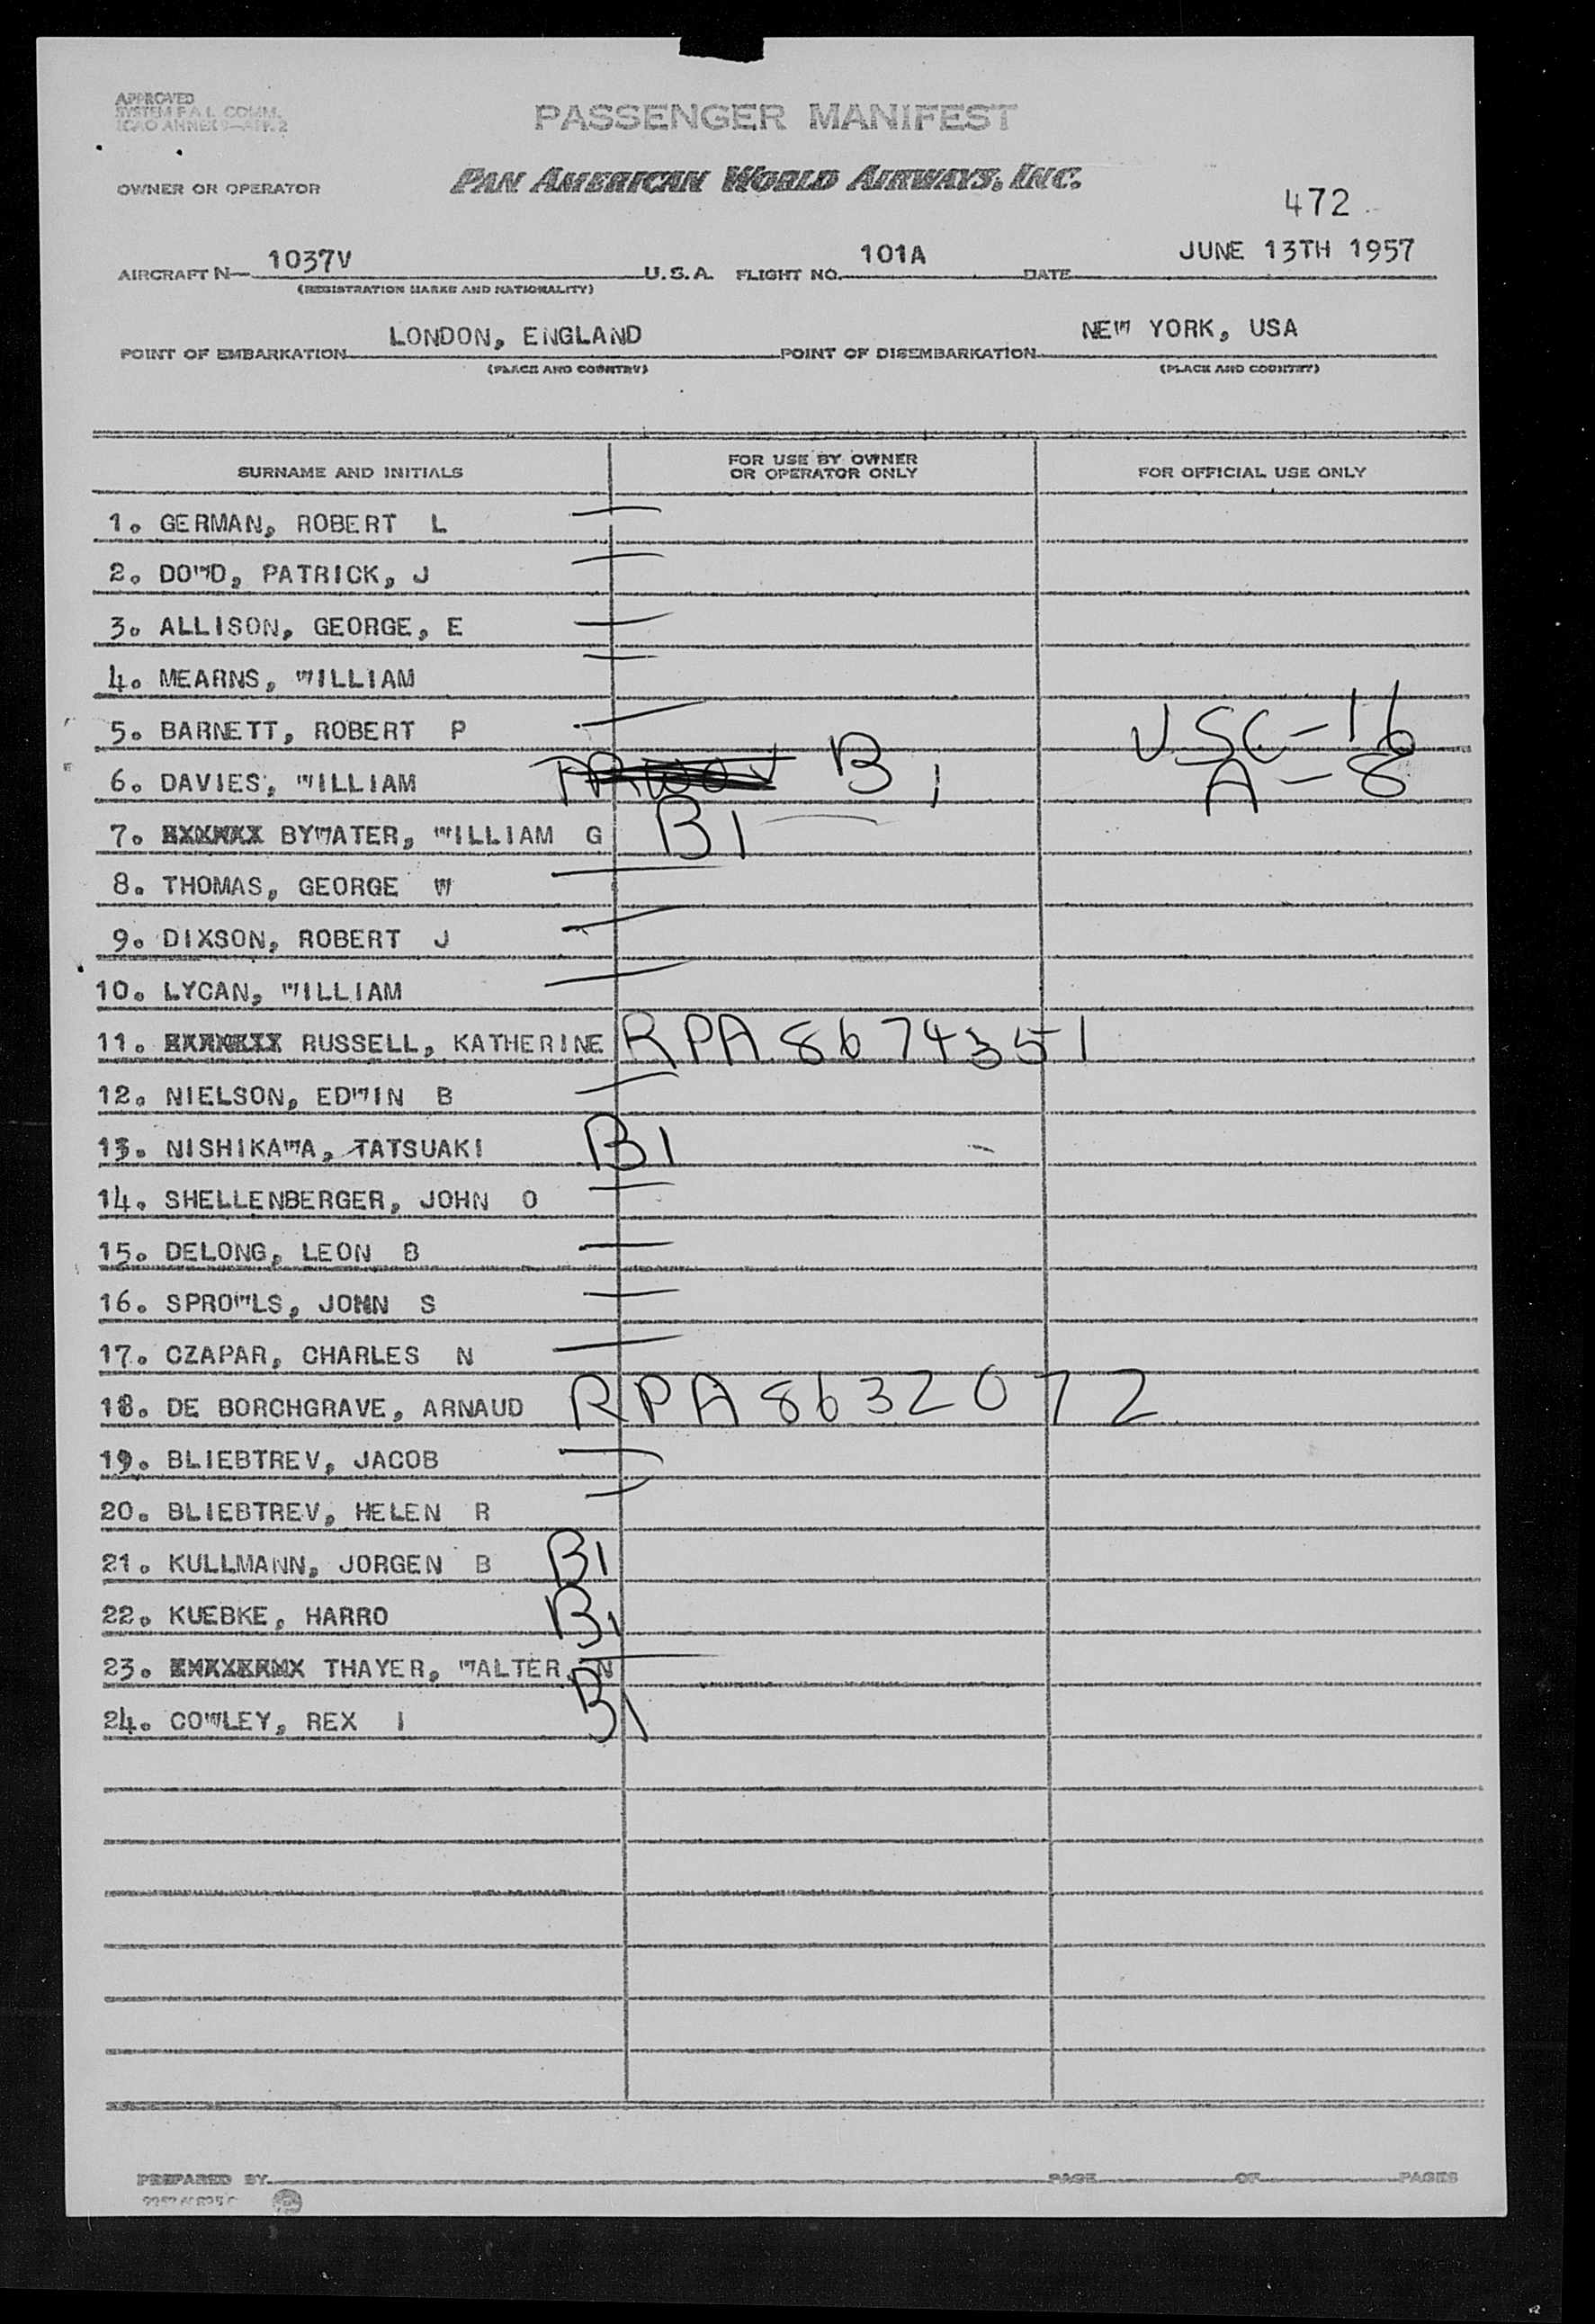 APPROVED
SYSTEM F.A.L. COMM.
ICAO ANNEX 9—APP. 2
PASSENGER MANIFEST
OWNER OR OPERATOR PAN AMERICAN WORLD AIRWAYS, INC.
472
AIRCRAFT N— 1037V U.S.A. FLIGHT NO. 101A DATE JUNE 13TH 1957
(REGISTRATION MARKS AND NATIONALITY)
POINT OF EMBARKATION LONDON, ENGLAND POINT OF DISEMBARKATION NEW YORK, USA
(PLACE AND COUNTRY) (PLACE AND COUNTRY)
SURNAME AND INITIALS FOR USE BY OWNER OR OPERATOR ONLY FOR OFFICIAL USE ONLY
1. GERMAN, ROBERT L
2. DOWD, PATRICK, J
3. ALLISON, GEORGE, E
4. MEARNS, WILLIAM
5. BARNETT, ROBERT P USC-16
6. DAVIES, WILLIAM B1 A-8
7. BYWATER, WILLIAM G B1
8. THOMAS, GEORGE W
9. DIXSON, ROBERT J
10. LYCAN, WILLIAM
11. RUSSELL, KATHERINE RPA 8674351
12. NIELSON, EDWIN B
13. NISHIKAWA, TATSUAKI B1
14. SHELLENBERGER, JOHN O
15. DELONG, LEON B
16. SPROWLS, JOHN S
17. CZAPAR, CHARLES N
18. DE BORCHGRAVE, ARNAUD RPA 8632072
19. BLIEBTREV, JACOB
20. BLIEBTREV, HELEN R
21. KULLMANN, JORGEN B B1
22. KUEBKE, HARRO B1
23. THAYER, WALTER, N
24. COWLEY, REX I B1
PREPARED BY PAGE OF PAGES